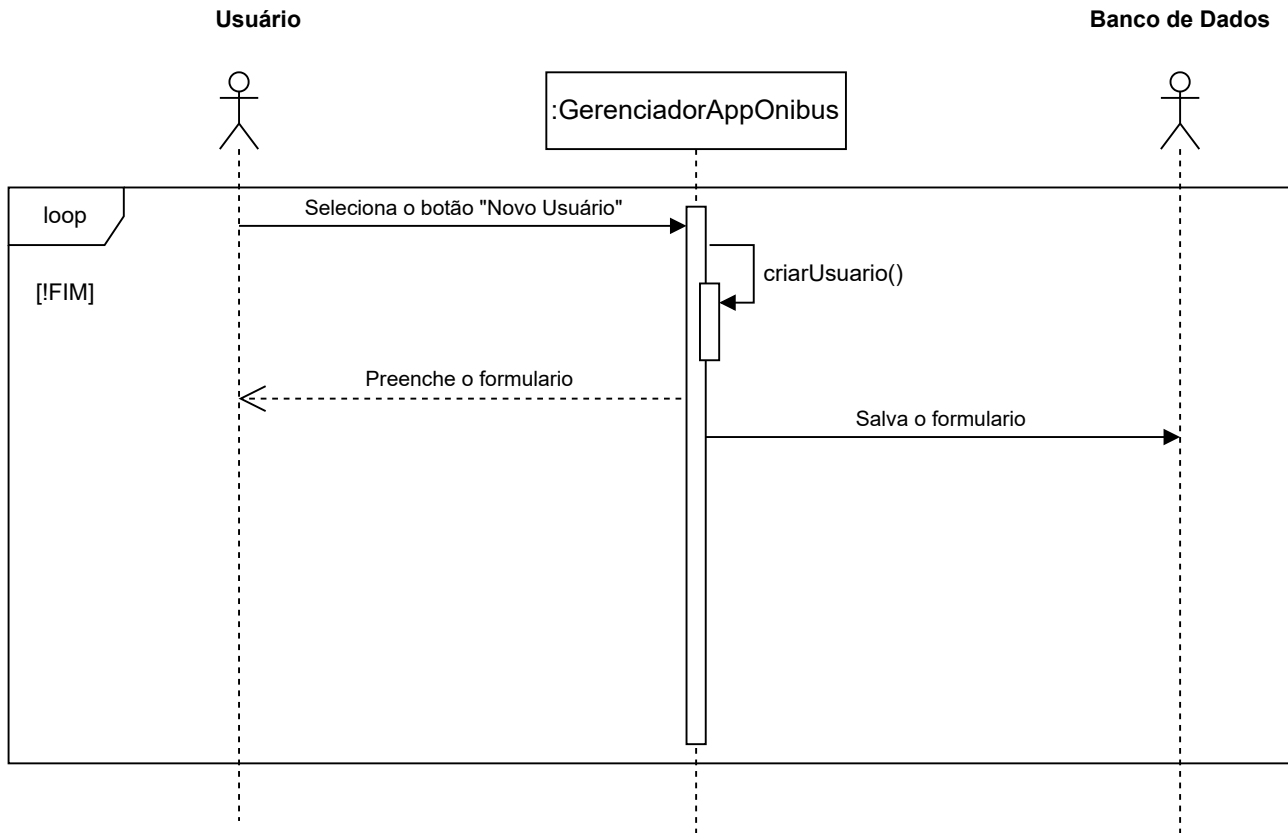 Usuário
Banco de Dados
:GerenciadorAppOnibus
loop
Seleciona o botão "Novo Usuário"
criarUsuario()
[!FIM]
Preenche o formulario
Salva o formulario